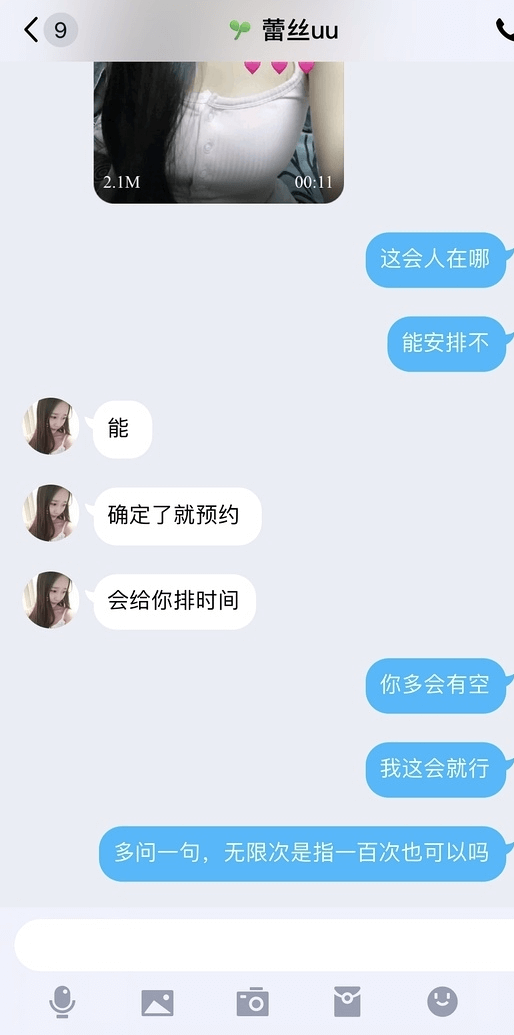 9
蕾丝uu
2.1M
00:11
这会人在哪
能安排不
能
确定了就预约
会给你排时间
你多会有空
我这会就行
多问一句，无限次是指一百次也可以吗